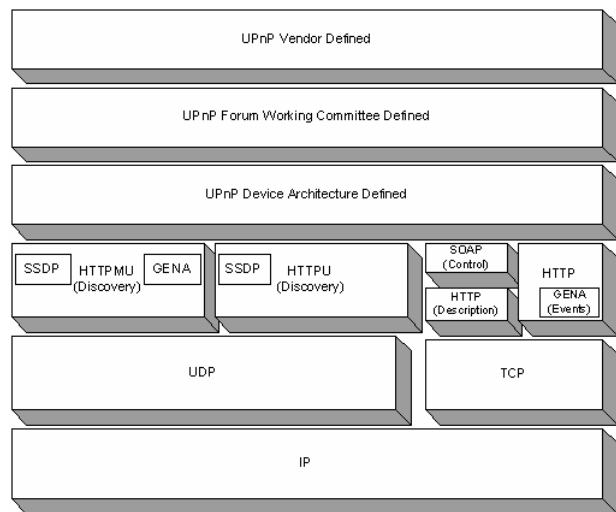 UPnP Vendor Defined
UPnP Forum Working Committee Defined
UPnP Device Architecture Defined
SSDP
HTTPMU
(Discovery)
GENA
SSDP
HTTPU
(Discovery)
SOAP
(Control)
HTTP
(Description)
HTTP
GENA
(Events)
UDP
TCP
IP